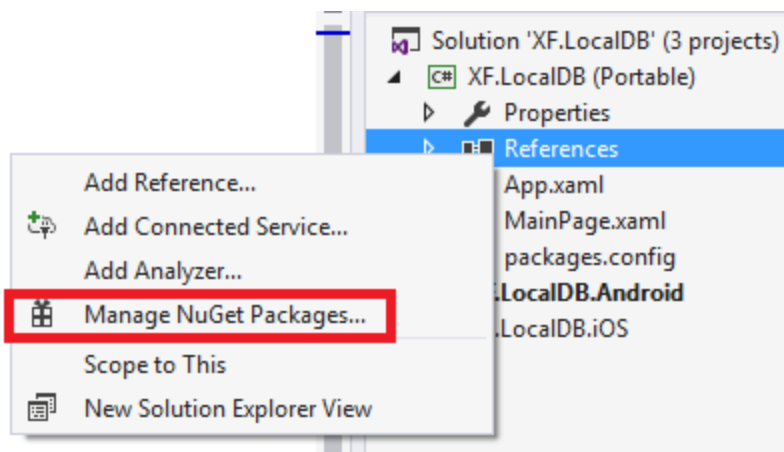 Solution 'XF.LocalDB' (3 projects)
C# XF.LocalDB (Portable)
Properties
References
App.xaml
MainPage.xaml
packages.config
.LocalDB.Android
.LocalDB.iOS
Add Reference...
Add Connected Service...
Add Analyzer...
Manage NuGet Packages...
Scope to This
New Solution Explorer View